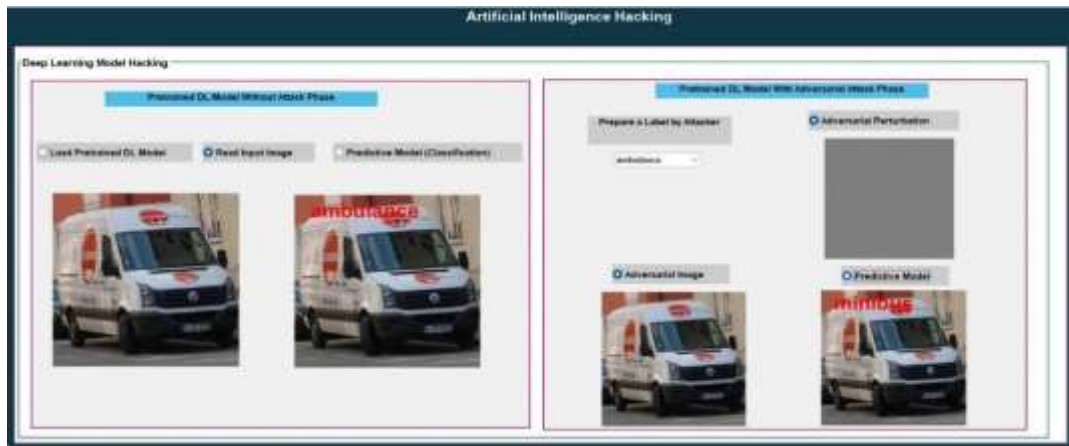 Artificial Intelligence Hacking
Deep Learning Model Hacking
Pretrained DL Model Without Attack Phase
Load Pretrained DL Model
Read Input Image
Predictive Model (Classification)
ambulance
Pretrained DL Model With Adversarial Attack Phase
Prepare a Label by Attacker
Adversarial Perturbation
ambulance
Adversarial Image
Predictive Model
minibus